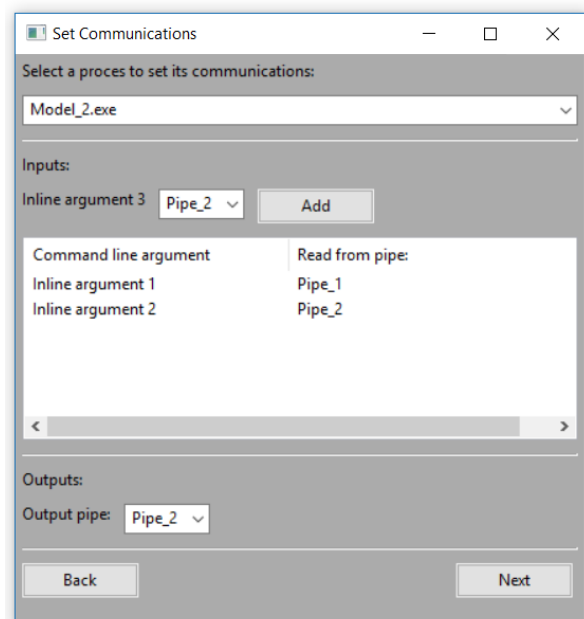 Set Communications
Select a proces to set its communications:
Model_2.exe
Inputs:
Inline argument 3 Pipe_2 Add
Command line argument Read from pipe:
Inline argument 1 Pipe_1
Inline argument 2 Pipe_2
Outputs:
Output pipe: Pipe_2
Back Next